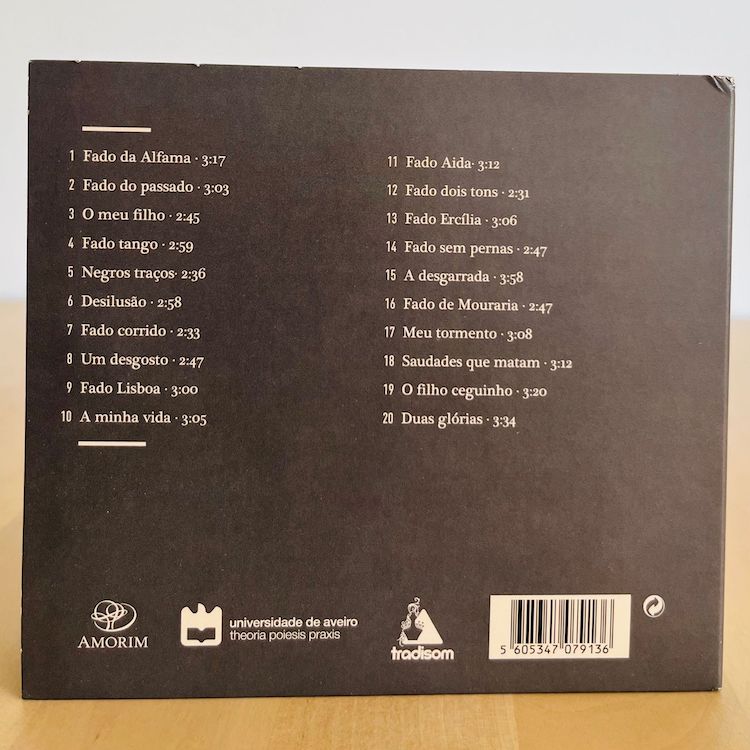 1 Fado da Alfama · 3:17
2 Fado do passado · 3:03
3 O meu filho · 2:45
4 Fado tango · 2:59
5 Negros traços· 2:36
6 Desilusão · 2:58
7 Fado corrido · 2:33
8 Um desgosto · 2:47
9 Fado Lisboa · 3:00
10 A minha vida · 3:05
11 Fado Aida· 3:12
12 Fado dois tons · 2:31
13 Fado Ercília · 3:06
14 Fado sem pernas · 2:47
15 A desgarrada · 3:58
16 Fado de Mouraria · 2:47
17 Meu tormento · 3:08
18 Saudades que matam · 3:12
19 O filho ceguinho · 3:20
20 Duas glórias · 3:34
AMORIM
universidade de aveiro
theoria poiesis praxis
tradisom
5 605347 079136